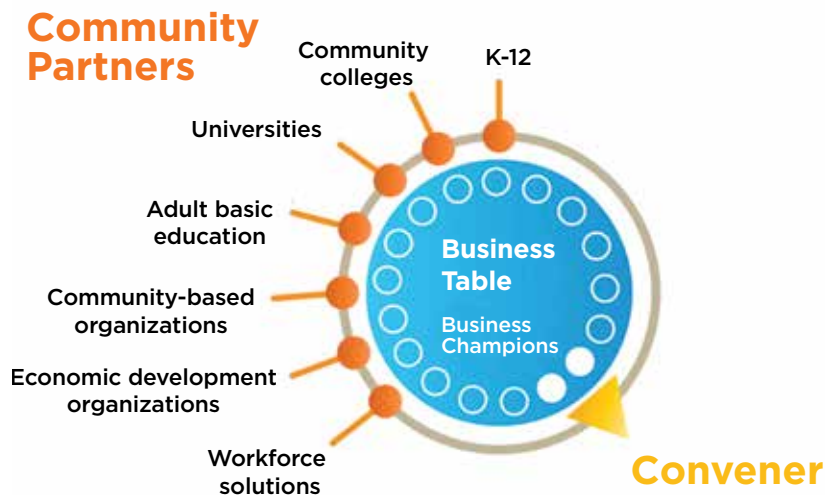 Community
Partners
Community
colleges
K-12
Universities
Adult basic
education
Community-based
organizations
Economic development
organizations
Workforce
solutions
Business
Table
Business
Champions
Convener